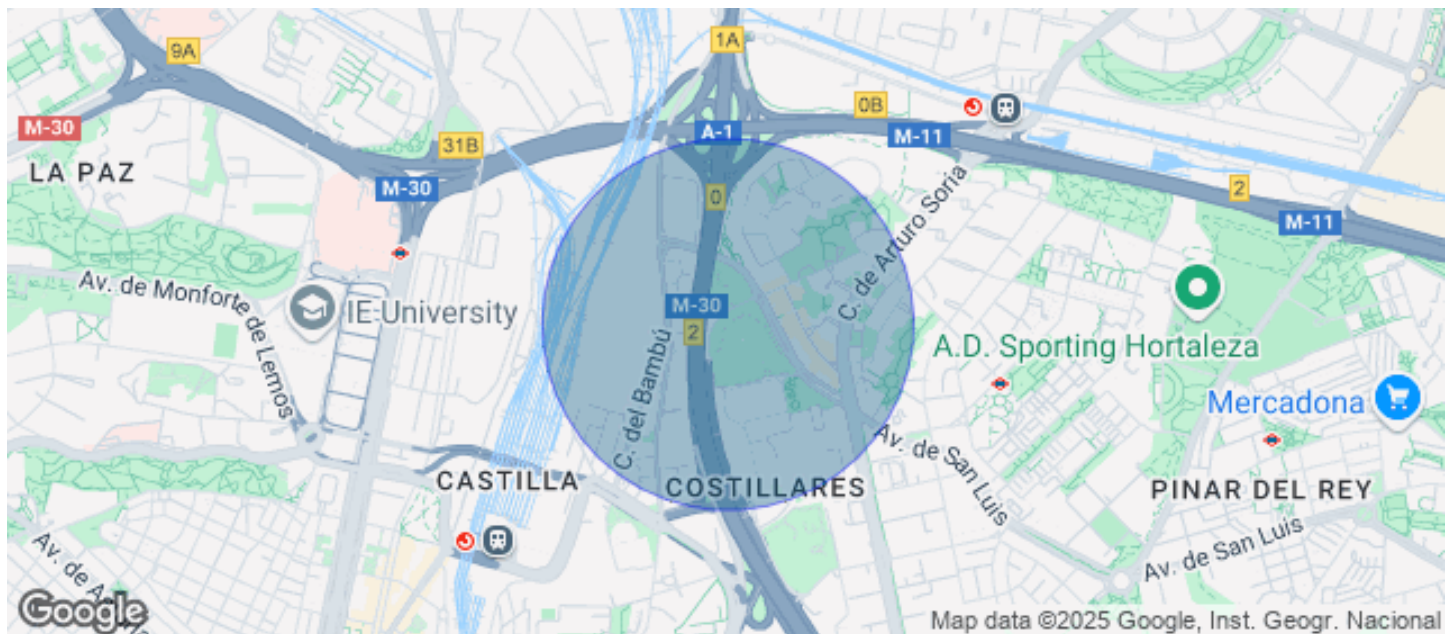 1A
9A
0B
M-30
31B
A-1
M-11
LA PAZ
M-30
2
0
M-11
C. de Arturo Soria
Av. de Monforte de Lemos
IE University
M-30
2
A.D. Sporting Hortaleza
C. del Bambú
Mercadona
Av. de San Luis
CASTILLA
COSTILLARES
PINAR DEL REY
Av. de San Luis
Google
Map data ©2025 Google, Inst. Geogr. Nacional